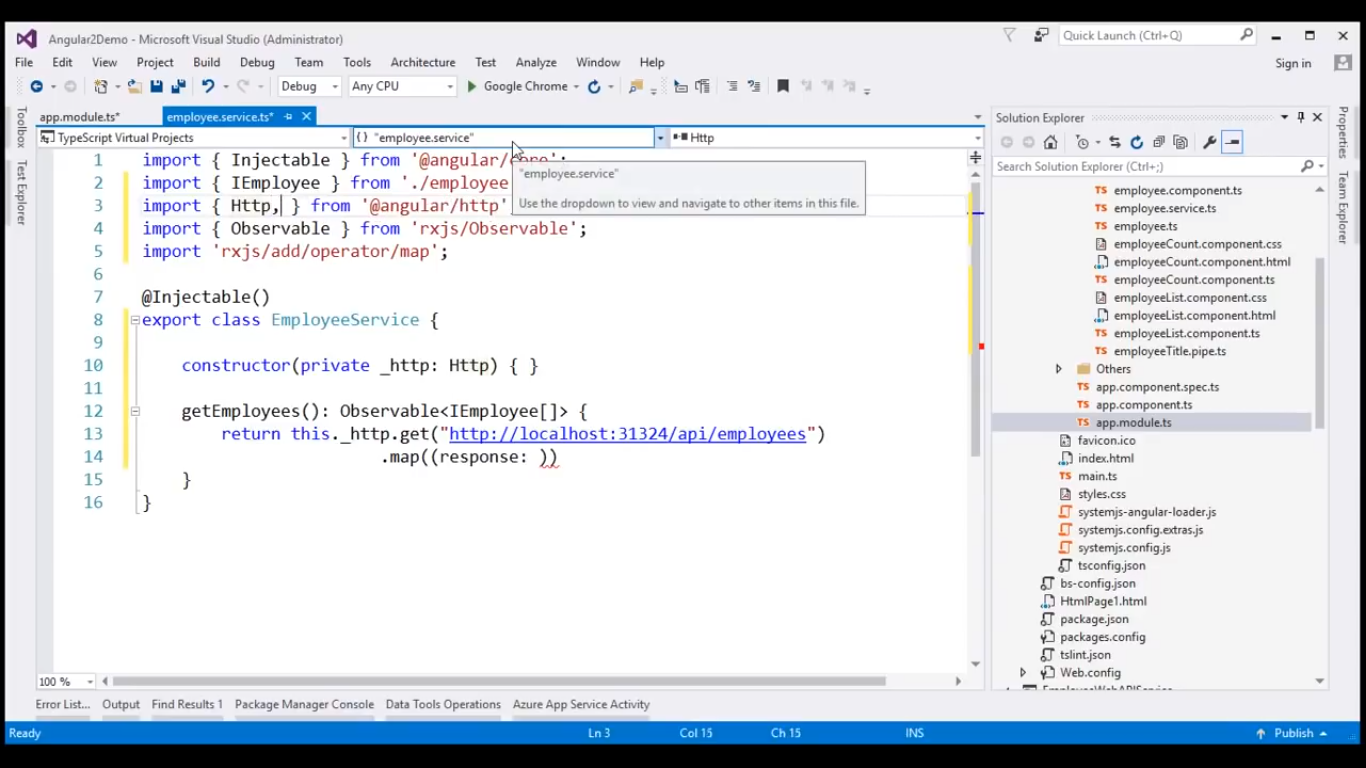 Angular2Demo - Microsoft Visual Studio (Administrator)
Quick Launch (Ctrl+Q)
File Edit View Project Build Debug Team Tools Architecture Test Analyze Window Help
Sign in
Debug Any CPU Google Chrome
Toolbox
Test Explorer
app.module.ts* employee.service.ts*
TypeScript Virtual Projects { } "employee.service" Http
1 import { Injectable } from '@angular/core';
2 import { IEmployee } from './employee
3 import { Http, } from '@angular/http'
4 import { Observable } from 'rxjs/Observable';
5 import 'rxjs/add/operator/map';
6
7 @Injectable()
8 export class EmployeeService {
9
10 constructor(private _http: Http) { }
11
12 getEmployees(): Observable<IEmployee[]> {
13 return this._http.get("http://localhost:31324/api/employees")
14 .map((response: ))
15 }
16 }
"employee.service"
Use the dropdown to view and navigate to other items in this file.
100 %
Solution Explorer
Search Solution Explorer (Ctrl+;)
TS employee.component.ts
TS employee.service.ts
TS employee.ts
employeeCount.component.css
employeeCount.component.html
TS employeeCount.component.ts
employeeList.component.css
employeeList.component.html
TS employeeList.component.ts
TS employeeTitle.pipe.ts
Others
TS app.component.spec.ts
TS app.component.ts
TS app.module.ts
favicon.ico
index.html
TS main.ts
styles.css
systemjs-angular-loader.js
systemjs.config.extras.js
systemjs.config.js
tsconfig.json
bs-config.json
HtmlPage1.html
package.json
packages.config
tslint.json
Web.config
EmployeeWebAPIService
Properties
Team Explorer
Error List... Output Find Results 1 Package Manager Console Data Tools Operations Azure App Service Activity
Ready Ln 3 Col 15 Ch 15 INS Publish